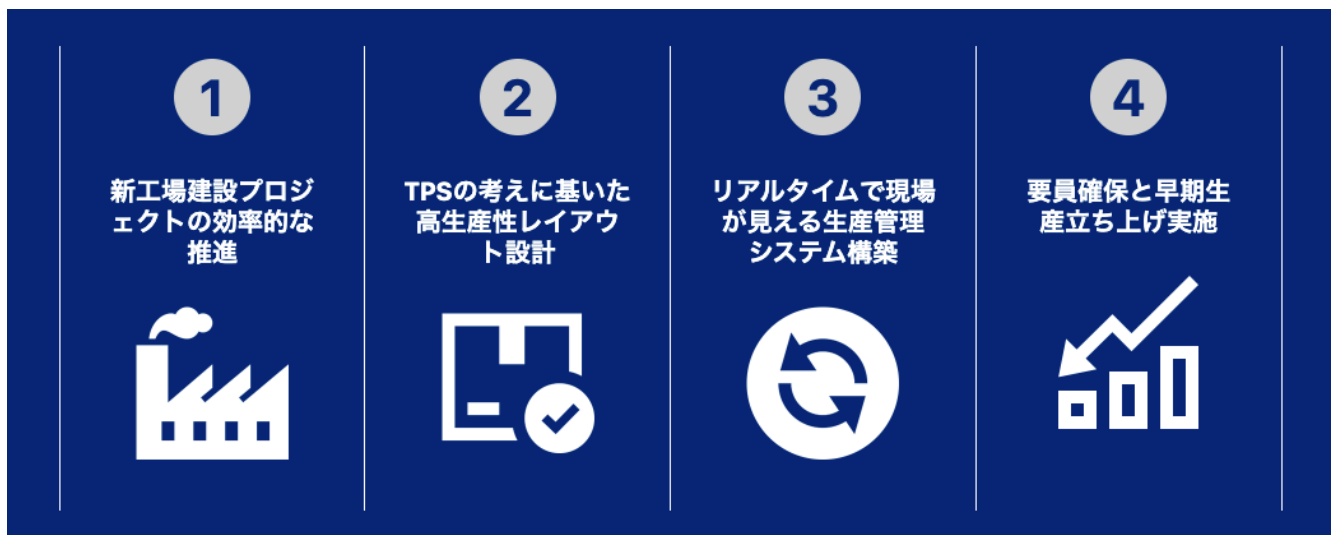 1
新工場建設プロジ
ェクトの効率的な
推進
2
TPSの考えに基いた
高生産性レイアウ
ト設計
3
リアルタイムで現場
が見える生産管理
システム構築
4
要員確保と早期生
産立ち上げ実施